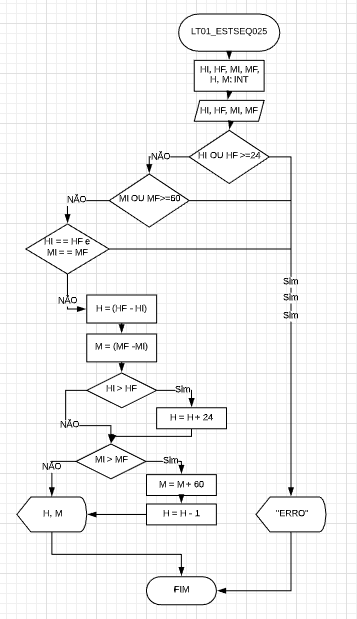 LT01_ESTSEQ025
HI, HF, MI, MF,
H, M: INT
HI, HF, MI, MF
HI OU HF >=24
NÃO
MI OU MF>=60
NÃO
HI == HF e
MI == MF
Sim
Sim
Sim
NÃO
H = (HF - HI)
M = (MF -MI)
HI > HF
Sim
H = H + 24
NÃO
MI > MF
Sim
NÃO
M = M + 60
H, M
H = H - 1
"ERRO"
FIM